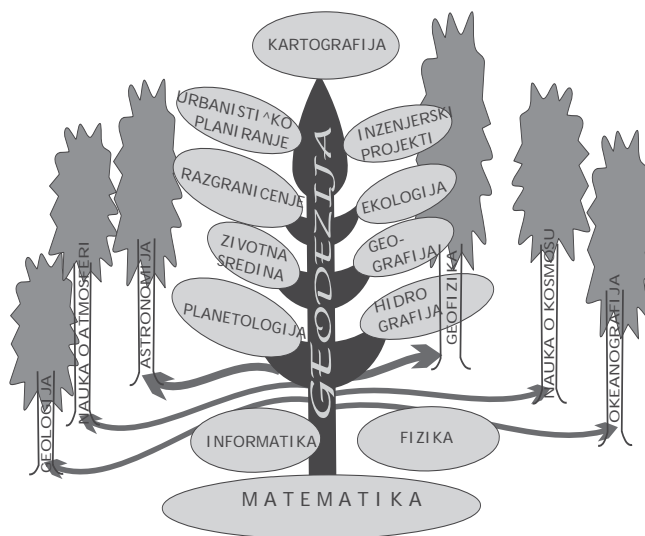 KARTOGRAFIJA
URBANISTI^KO
PLANIRANJE
INZENJERSKI
PROJEKTI
RAZGRANICENJE
EKOLOGIJA
ZIVOTNA
SREDINA
GEO-
GRAFIJA
PLANETOLOGIJA
HIDRO
GRAFIJA
GEODEZIJA
GEOLOGIJA
NAUKA O ATMOSFERI
ASTRONOMIJA
GEOFIZIKA
NAUKA O KOSMOSU
OKEANOGRAFIJA
INFORMATIKA
FIZIKA
MATEMATIKA